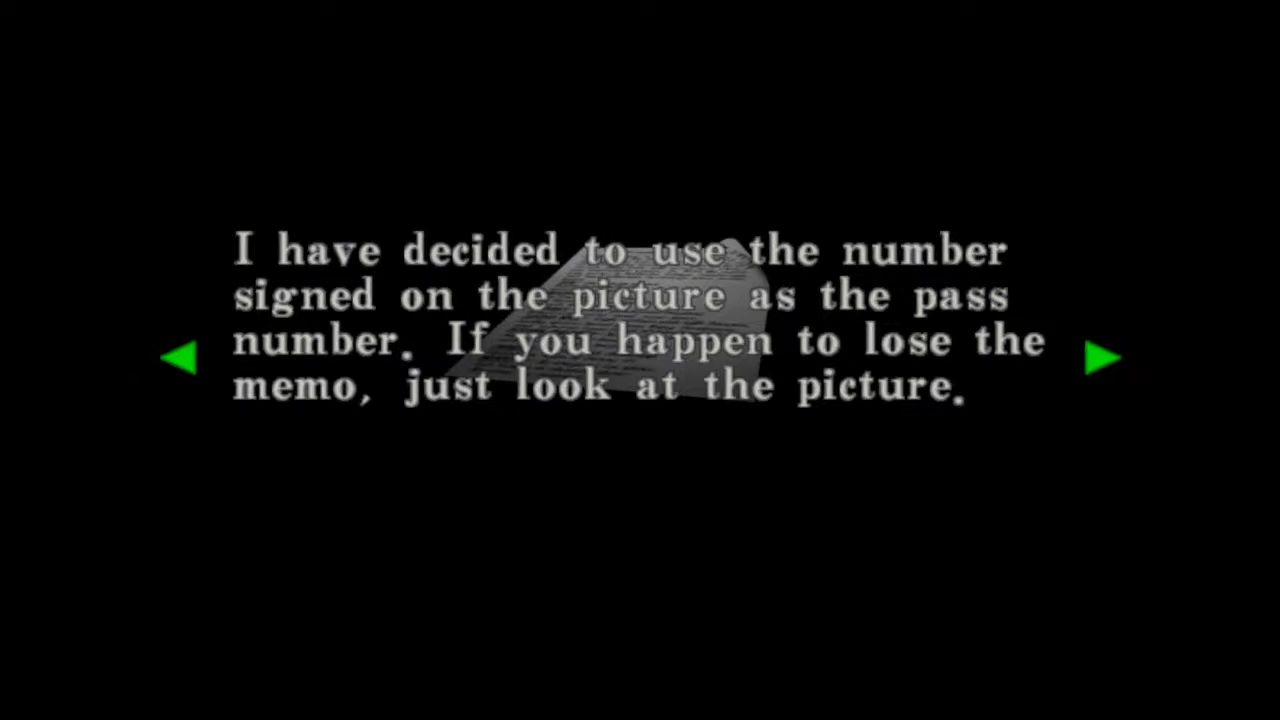 I have decided to use the number
signed on the picture as the pass
number. If you happen to lose the
memo, just look at the picture.